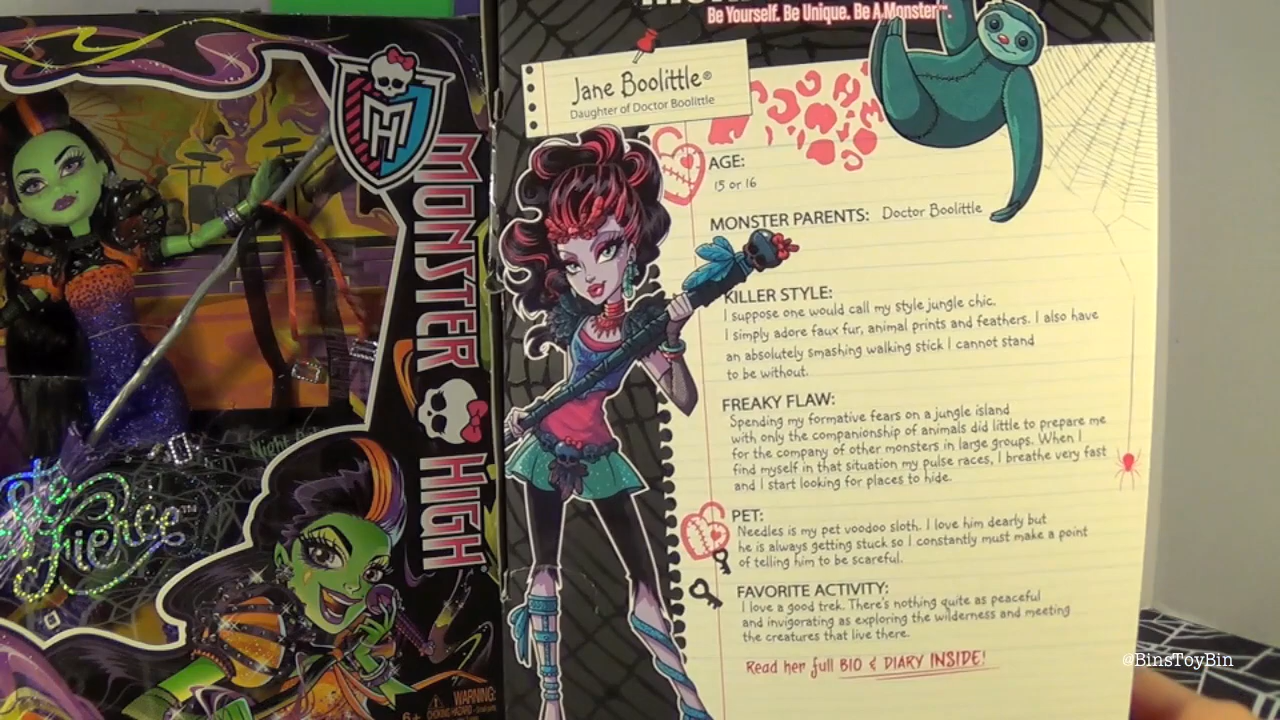 Be Yourself. Be Unique. Be A Monster™.
Jane Boolittle®
Daughter of Doctor Boolittle
AGE:
15 or 16
MONSTER PARENTS: Doctor Boolittle
KILLER STYLE:
I suppose one would call my style jungle chic.
I simply adore faux fur, animal prints and feathers. I also have
an absolutely smashing walking stick I cannot stand
to be without.
FREAKY FLAW:
Spending my formative fears on a jungle island
with only the companionship of animals did little to prepare me
for the company of other monsters in large groups. When I
find myself in that situation my pulse races, I breathe very fast
and I start looking for places to hide.
PET:
Needles is my pet voodoo sloth. I love him dearly but
he is always getting stuck so I constantly must make a point
of telling him to be scareful.
FAVORITE ACTIVITY:
I love a good trek. There's nothing quite as peaceful
and invigorating as exploring the wilderness and meeting
the creatures that live there.
Read her full BIO & DIARY INSIDE!
MH
MONSTER HIGH®
Fierce™
6+
WARNING:
CHOKING HAZARD
@BinsToyBin